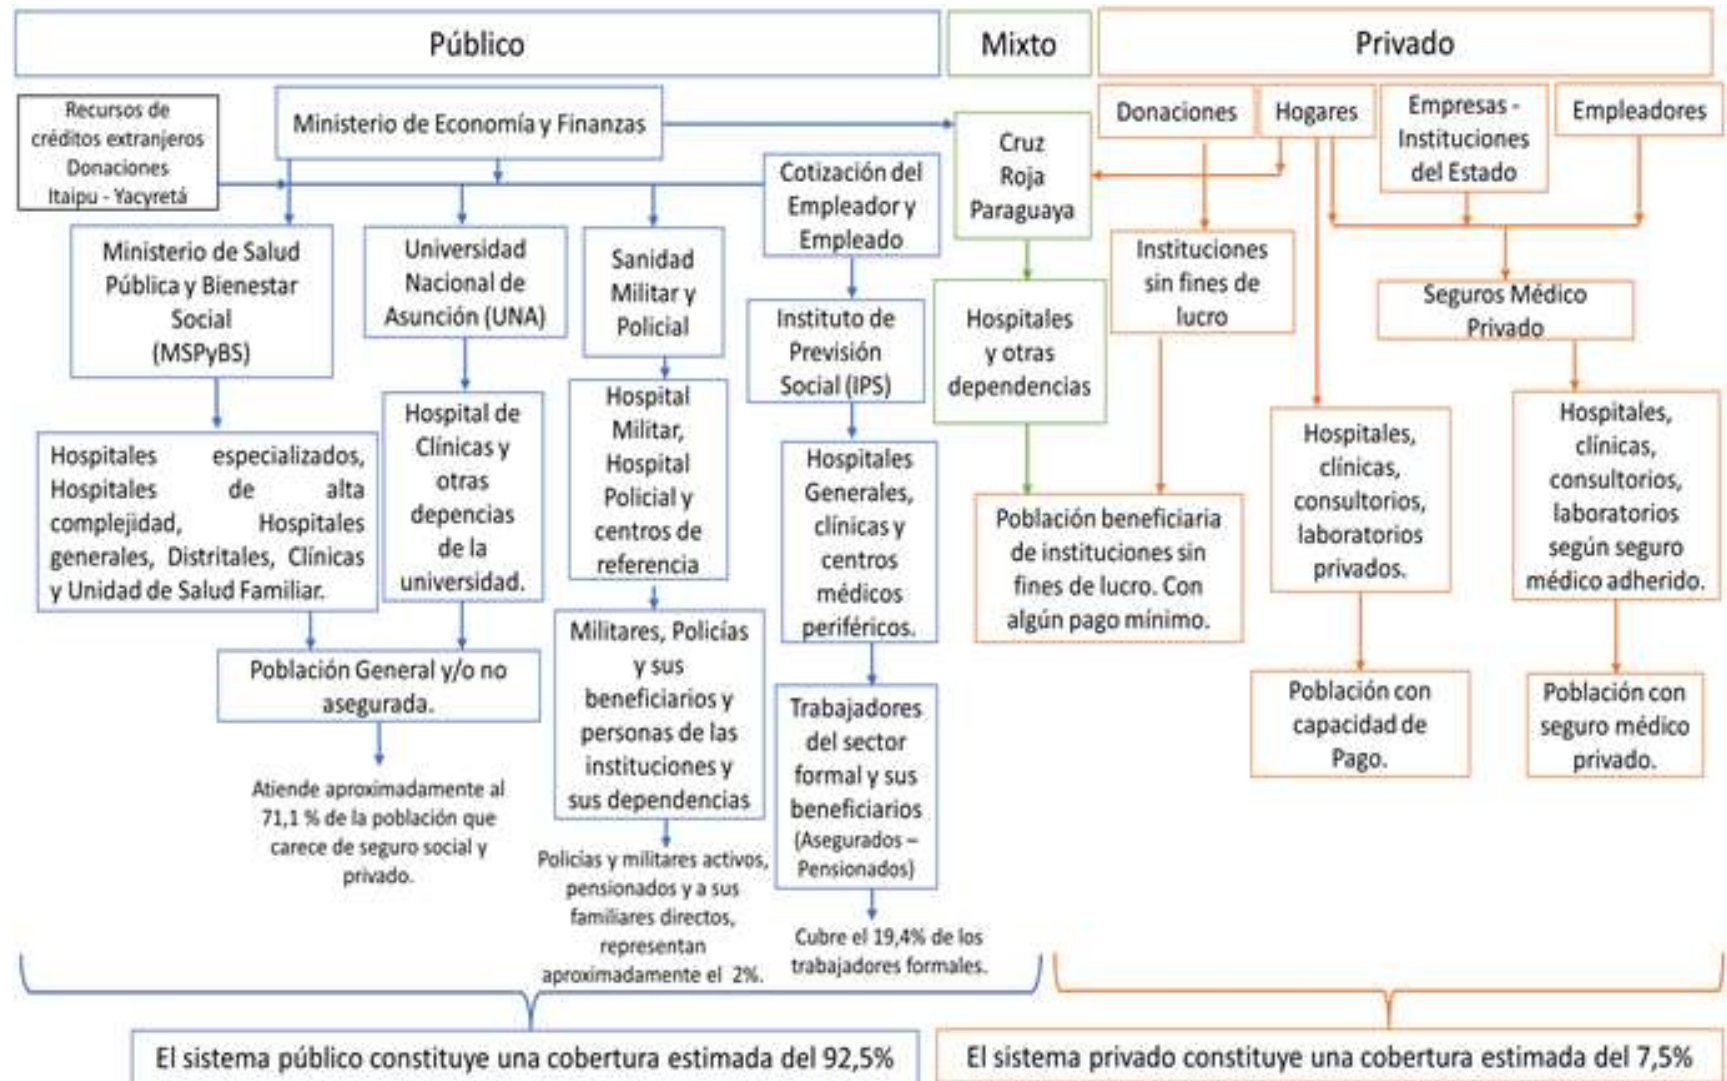 Público
Mixto
Privado
Recursos de
créditos extranjeros
Donaciones
Itaipu - Yacyretá
Ministerio de Economía y Finanzas
Cotización del
Empleador y
Empleado
Cruz
Roja
Paraguaya
Donaciones
Hogares
Empresas -
Instituciones
del Estado
Empleadores
Ministerio de Salud
Pública y Bienestar
Social
(MSPyBS)
Universidad
Nacional de
Asunción (UNA)
Sanidad
Militar y
Policial
Instituto de
Previsión
Social (IPS)
Hospitales
y otras
dependencias
Instituciones
sin fines de
lucro
Seguros Médico
Privado
Hospitales especializados,
Hospitales de alta
complejidad, Hospitales
generales, Distritales, Clínicas
y Unidad de Salud Familiar.
Hospital de
Clínicas y
otras
depencias
de la
universidad.
Hospital
Militar,
Hospital
Policial y
centros de
referencia
Hospitales
Generales,
clínicas y
centros
médicos
periféricos.
Población beneficiaria
de instituciones sin
fines de lucro. Con
algún pago mínimo.
Hospitales,
clínicas,
consultorios,
laboratorios
privados.
Hospitales,
clínicas,
consultorios,
laboratorios
según seguro
médico adherido.
Población General y/o no
asegurada.
Militares, Policías
y sus
beneficiarios y
personas de las
instituciones y
sus dependencias
Trabajadores
del sector
formal y sus
beneficiarios
(Asegurados –
Pensionados)
Población con
capacidad de
Pago.
Población con
seguro médico
privado.
Atiende aproximadamente al
71,1 % de la población que
carece de seguro social y
privado.
Policias y militares activos,
pensionados y a sus
familiares directos,
representan
aproximadamente el 2%.
Cubre el 19,4% de los
trabajadores formales.
El sistema público constituye una cobertura estimada del 92,5%
El sistema privado constituye una cobertura estimada del 7,5%